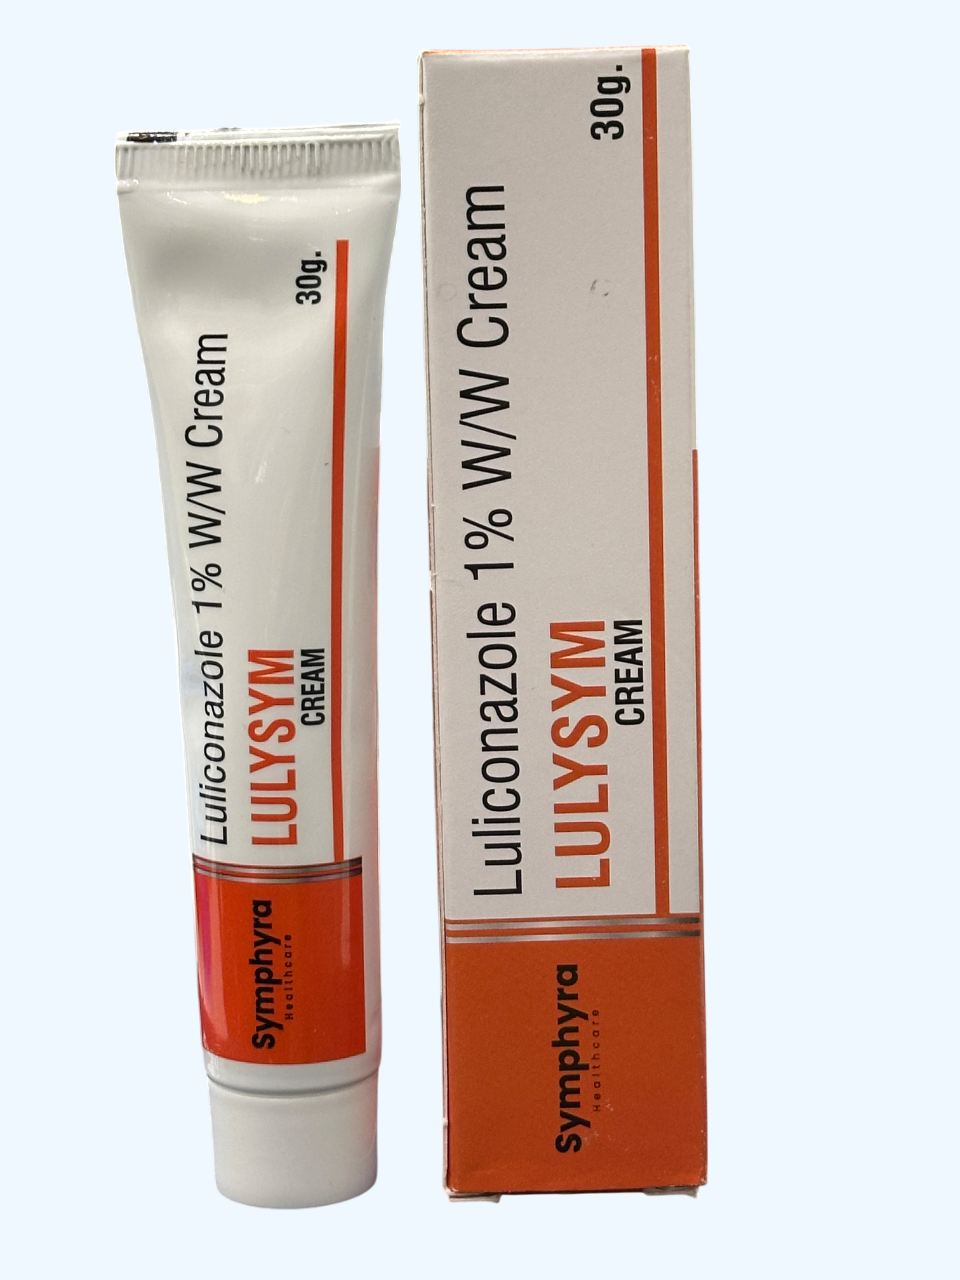 Luliconazole 1% W/W Cream
LULYSYM
CREAM
30g.
Symphyra
Healthcare
Luliconazole 1% W/W Cream
LULYSYM
CREAM
30g.
Symphyra
Healthcare